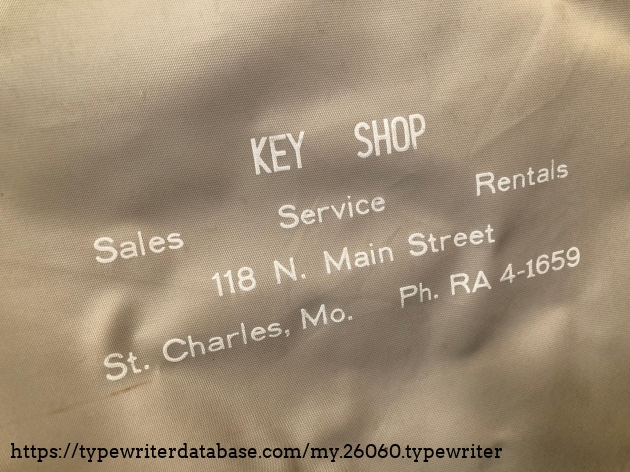 KEY SHOP
Sales Service Rentals
118 N. Main Street
St. Charles, Mo. Ph. RA 4-1659
https://typewriterdatabase.com/my.26060.typewriter